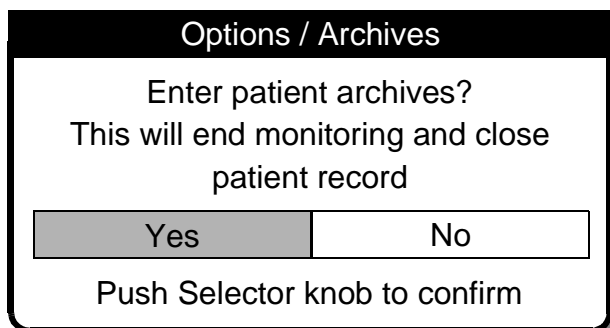 Options / Archives
Enter patient archives?
This will end monitoring and close
patient record
Yes No
Push Selector knob to confirm